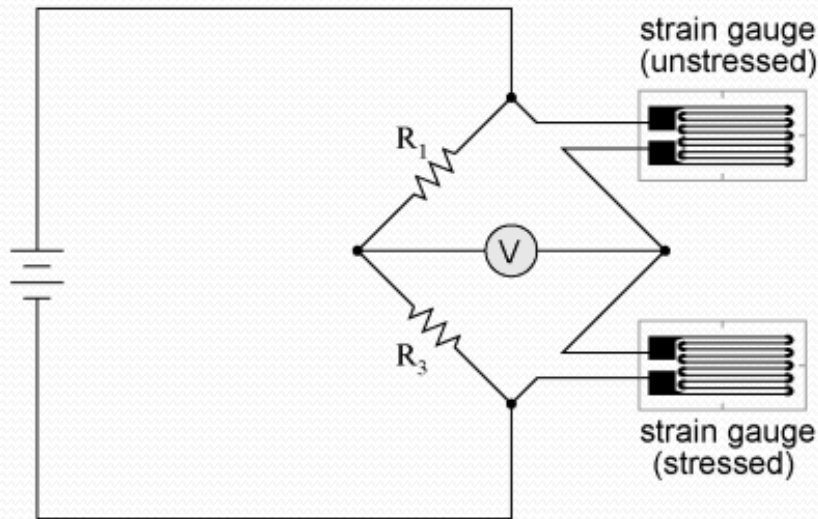 strain gauge
(unstressed)
R1
V
R3
strain gauge
(stressed)